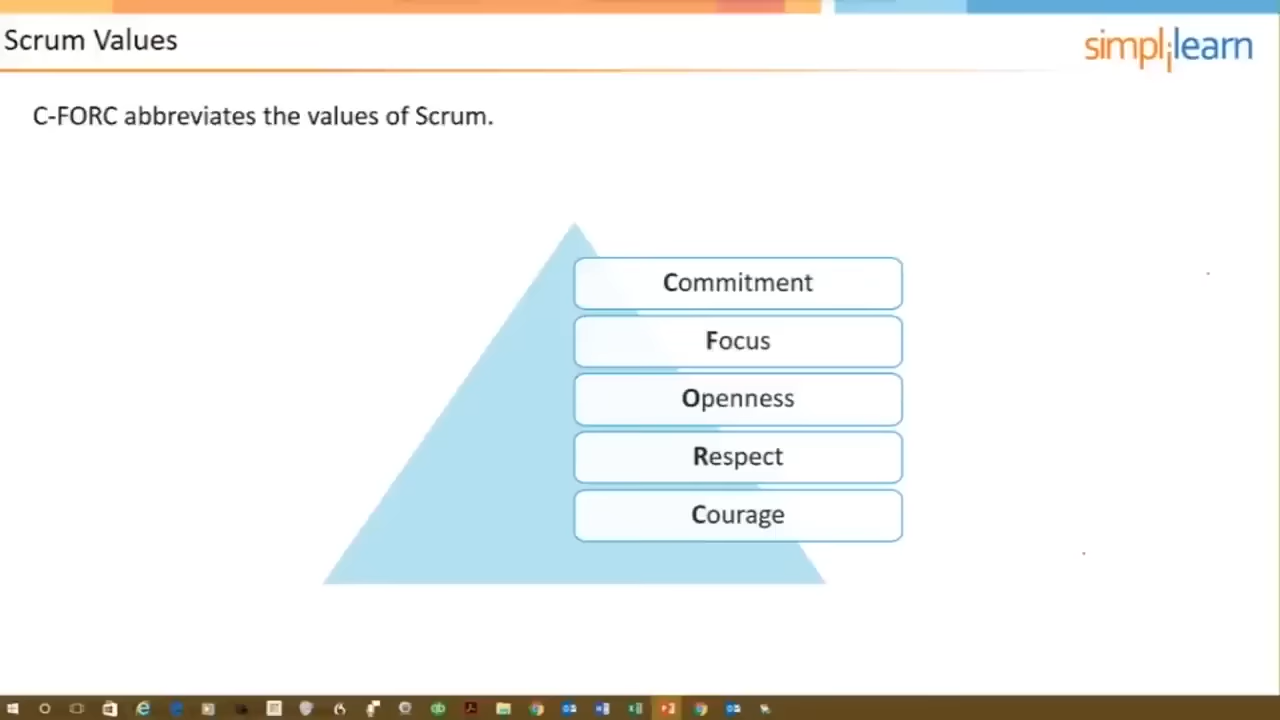 Scrum Values
simplilearn
C-FORC abbreviates the values of Scrum.
Commitment
Focus
Openness
Respect
Courage